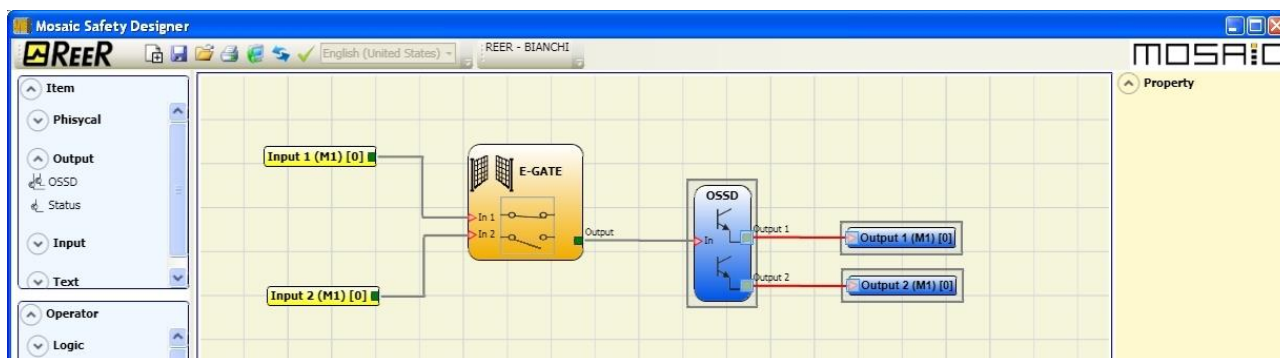 Mosaic Safety Designer
REER
English (United States)
REER - BIANCHI
MOSAIC
Item
Phisycal
Output
OSSD
Status
Input
Text
Operator
Logic
Input 1 (M1) [0]
Input 2 (M1) [0]
E-GATE
In 1
In 2
Output
OSSD
In
Output 1
Output 2
Output 1 (M1) [0]
Output 2 (M1) [0]
Property